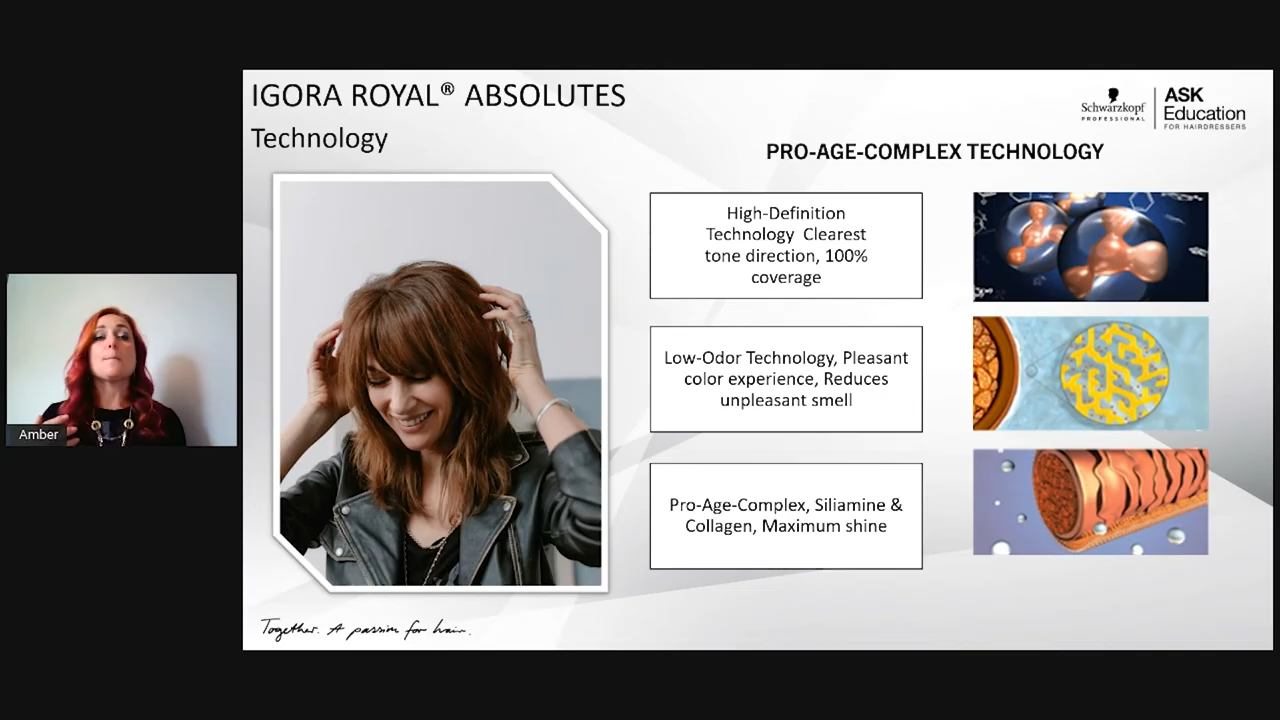 IGORA ROYAL® ABSOLUTES
Technology
Schwarzkopf
PROFESSIONAL
ASK
Education
FOR HAIRDRESSERS
PRO-AGE-COMPLEX TECHNOLOGY
High-Definition
Technology Clearest
tone direction, 100%
coverage
Low-Odor Technology, Pleasant
color experience, Reduces
unpleasant smell
Pro-Age-Complex, Siliamine &
Collagen, Maximum shine
Amber
Together. A passion for hair.